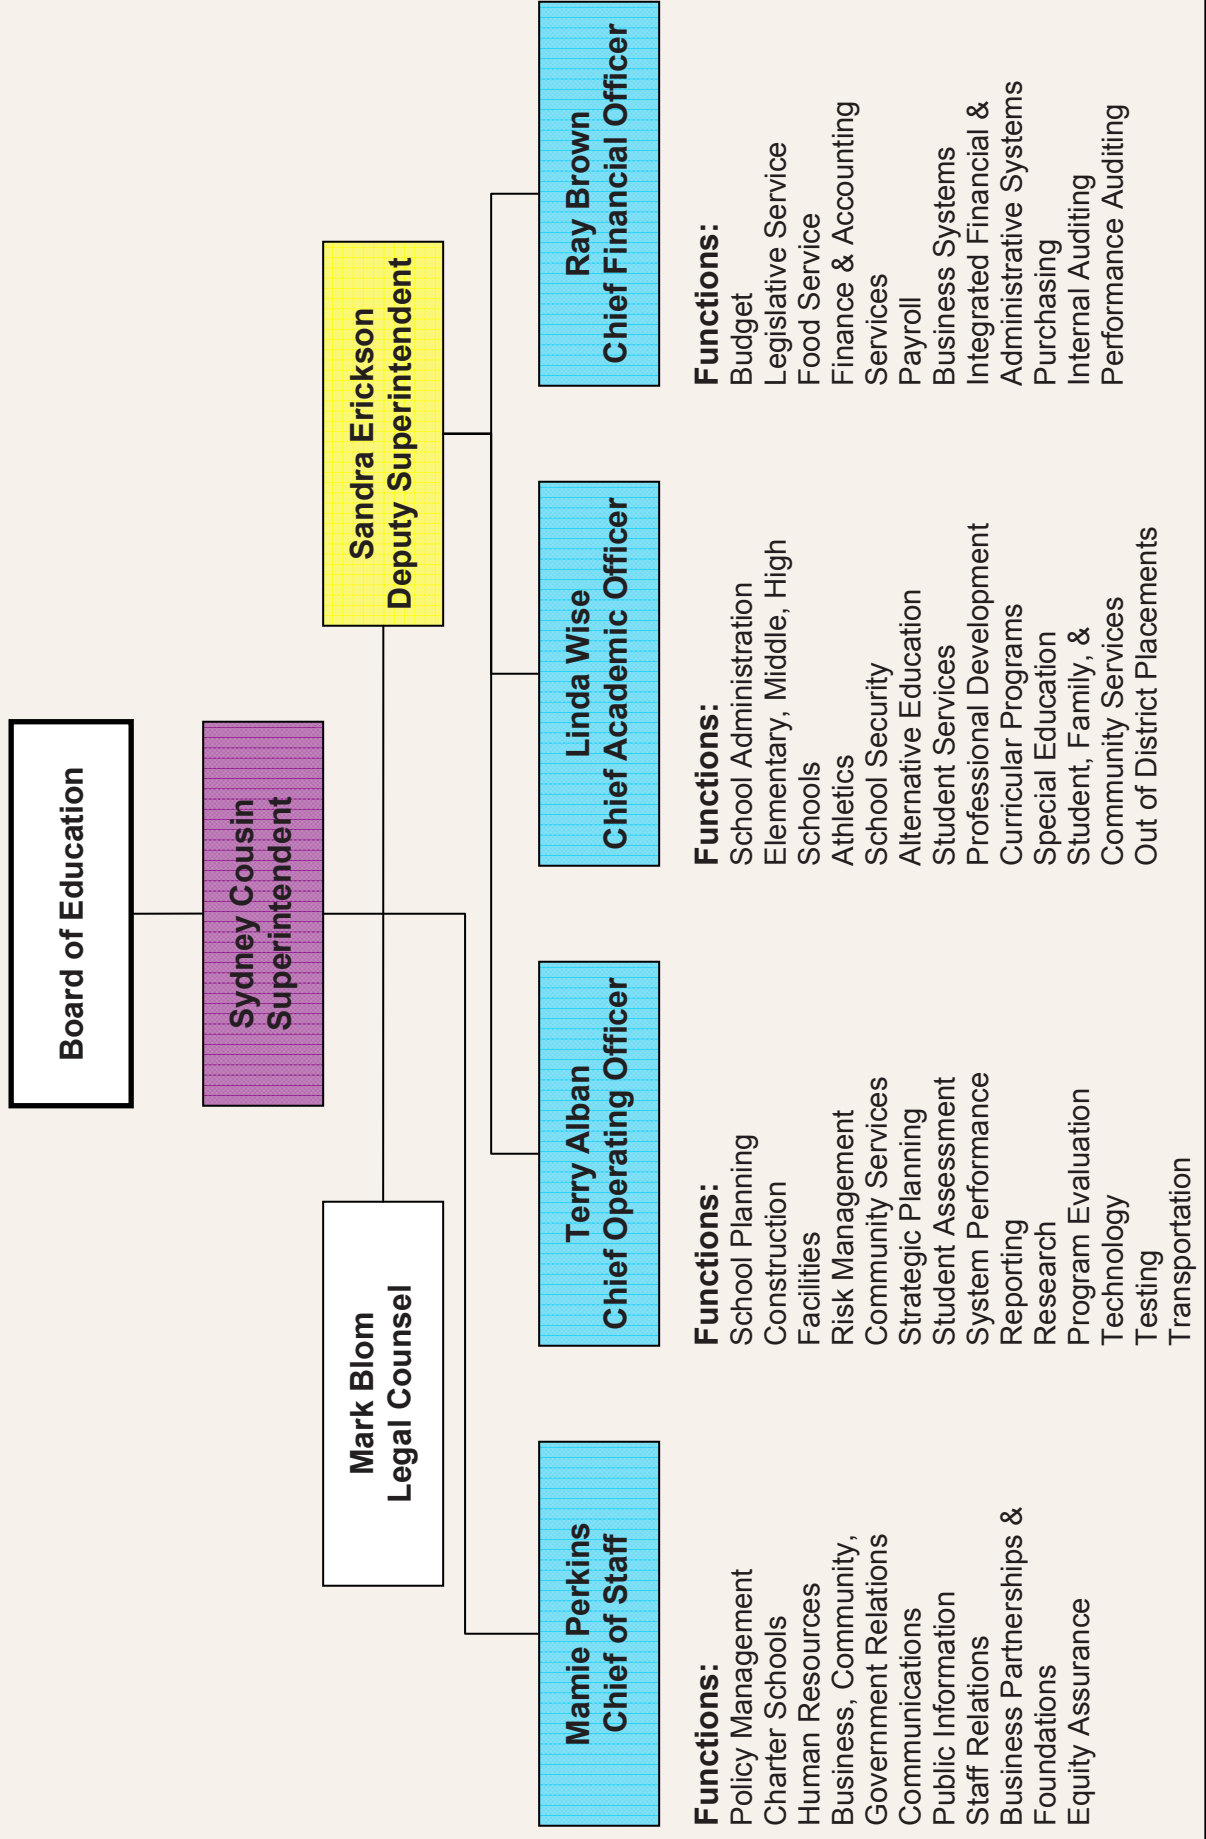 Board of Education
Sydney Cousin
Superintendent
Mark Blom
Legal Counsel
Sandra Erickson
Deputy Superintendent
Mamie Perkins
Chief of Staff
Functions:
Policy Management
Charter Schools
Human Resources
Business, Community,
Government Relations
Communications
Public Information
Staff Relations
Business Partnerships &
Foundations
Equity Assurance
Terry Alban
Chief Operating Officer
Functions:
School Planning
Construction
Facilities
Risk Management
Community Services
Strategic Planning
Student Assessment
System Performance
Reporting
Research
Program Evaluation
Technology
Testing
Transportation
Linda Wise
Chief Academic Officer
Functions:
School Administration
Elementary, Middle, High
Schools
Athletics
School Security
Alternative Education
Student Services
Professional Development
Curricular Programs
Special Education
Student, Family, &
Community Services
Out of District Placements
Ray Brown
Chief Financial Officer
Functions:
Budget
Legislative Service
Food Service
Finance & Accounting
Services
Payroll
Business Systems
Integrated Financial &
Administrative Systems
Purchasing
Internal Auditing
Performance Auditing